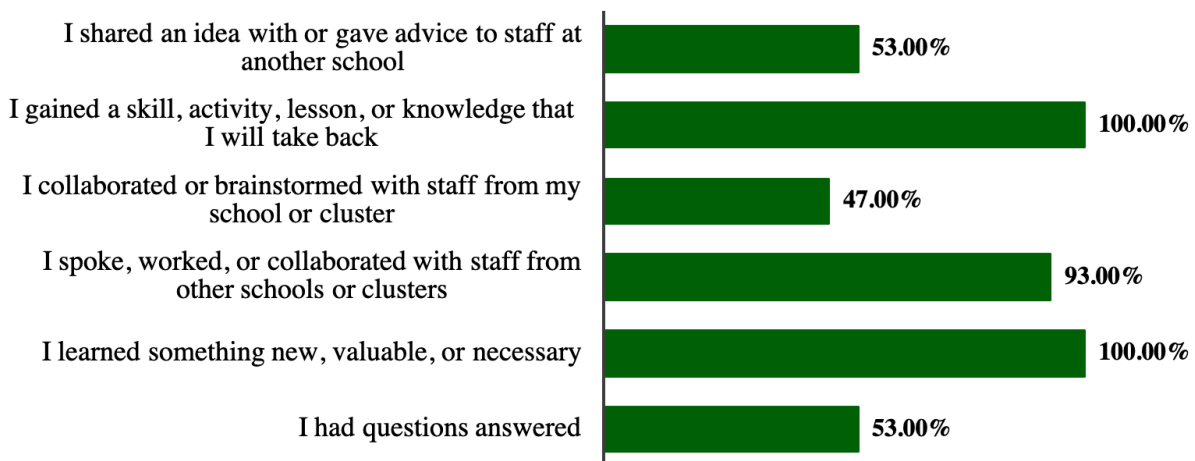 I shared an idea with or gave advice to staff at
another school
53.00%
I gained a skill, activity, lesson, or knowledge that
I will take back
100.00%
I collaborated or brainstormed with staff from my
school or cluster
47.00%
I spoke, worked, or collaborated with staff from
other schools or clusters
93.00%
I learned something new, valuable, or necessary
100.00%
I had questions answered
53.00%